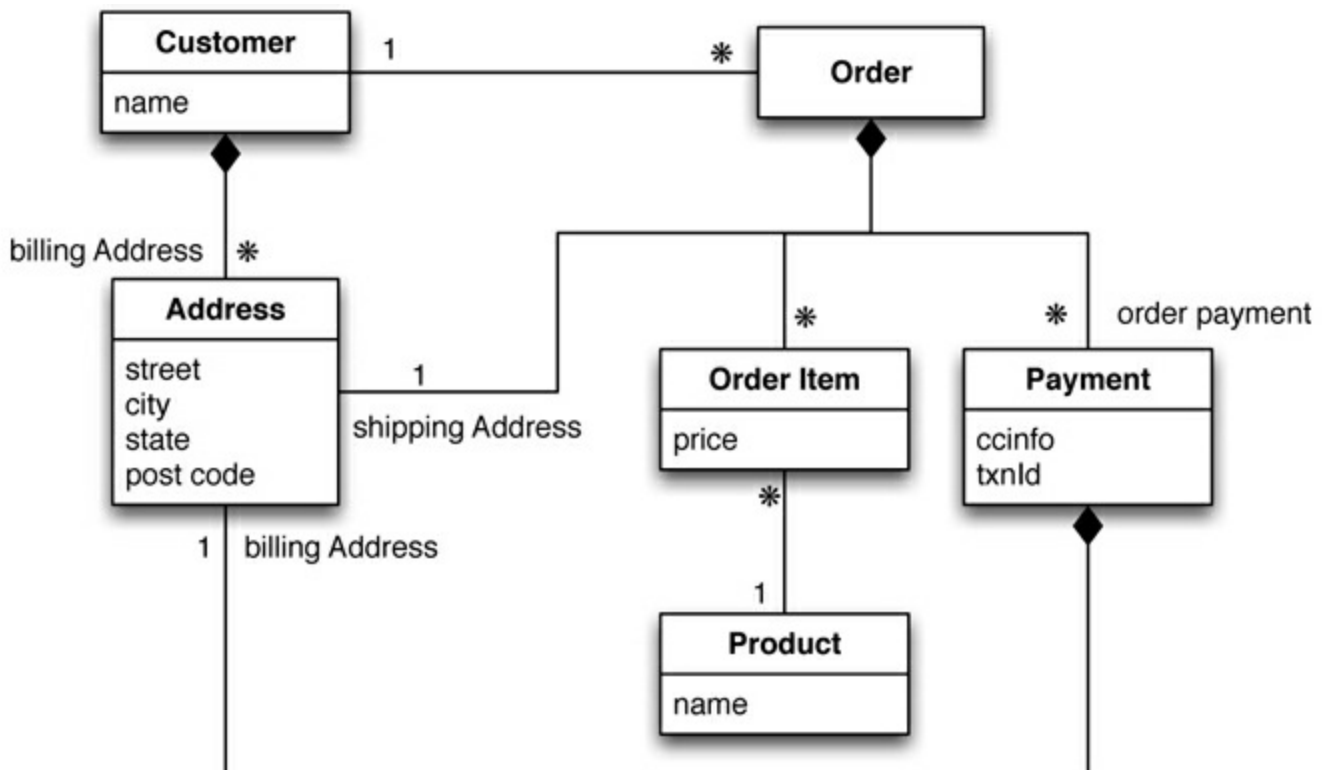 Customer
name
1
*
Order
billing Address
*
Address
street
city
state
post code
1
shipping Address
*
Order Item
price
*
order payment
Payment
ccinfo
txnId
*
1
Product
name
1
billing Address